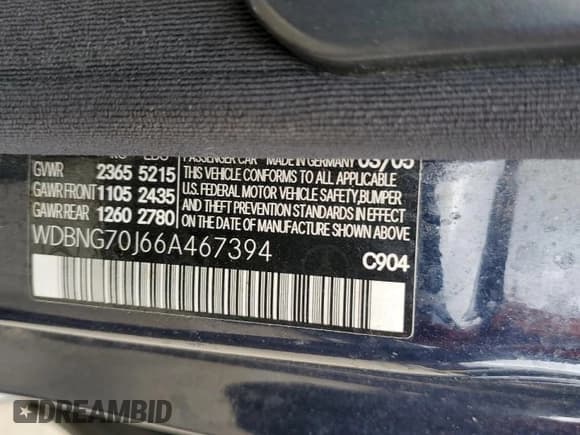 KG LBS PASSENGER CAR MADE IN GERMANY 03/05
GVWR 2365 5215 THIS VEHICLE CONFORMS TO ALL APPLICABLE
GAWR FRONT 1105 2435 U.S. FEDERAL MOTOR VEHICLE SAFETY, BUMPER
GAWR REAR 1260 2780 AND THEFT PREVENTION STANDARDS IN EFFECT
ON THE DATE OF MANUFACTURE SHOWN ABOVE.
WDBNG70J66A467394 C904
DREAMBID